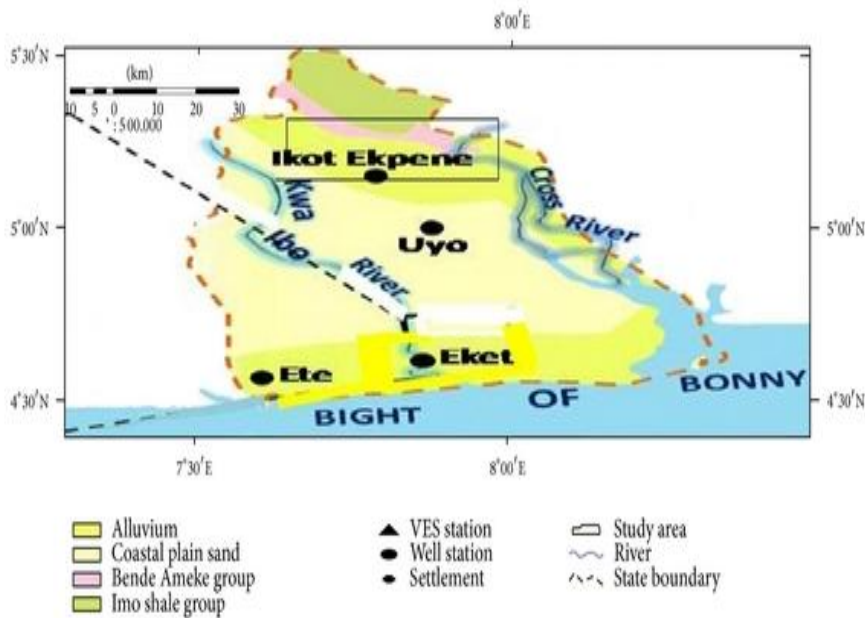 8°00′E
5°30′N
(km)
10 5 0 10 20 30
: 500.000
Ikot Ekpene
Kwa
Cross River
5°00′N
5°00′N
Uyo
Ibo
River
Eket
Ete
BIGHT OF BONNY
4°30′N
4°30′N
7°30′E
8°00′E
Alluvium
VES station
Study area
Coastal plain sand
Well station
River
Bende Ameke group
Settlement
State boundary
Imo shale group